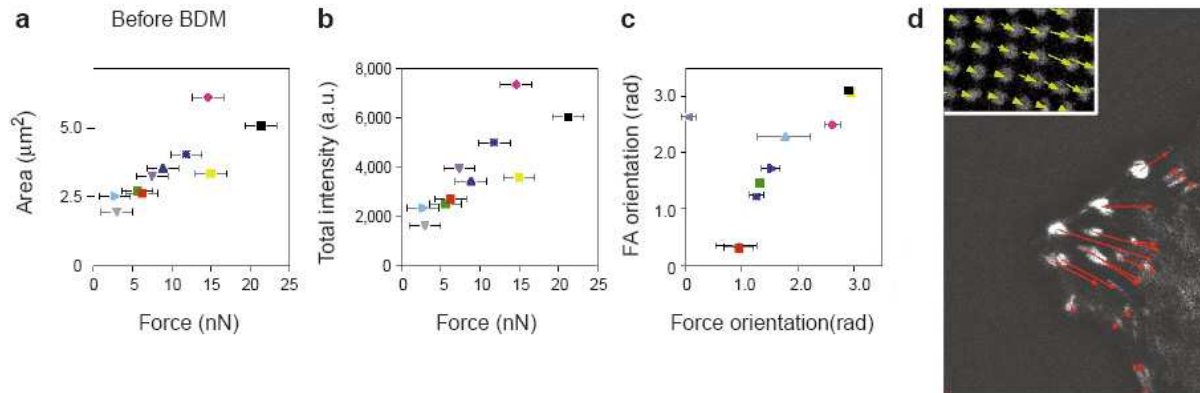 a
Before BDM
Area (μm²)
5.0
2.5
0
0 5 10 15 20 25
Force (nN)
b
Total intensity (a.u.)
8,000
6,000
4,000
2,000
0
0 5 10 15 20 25
Force (nN)
c
FA orientation (rad)
3.0
2.0
1.0
0
0 1.0 2.0 3.0
Force orientation(rad)
d